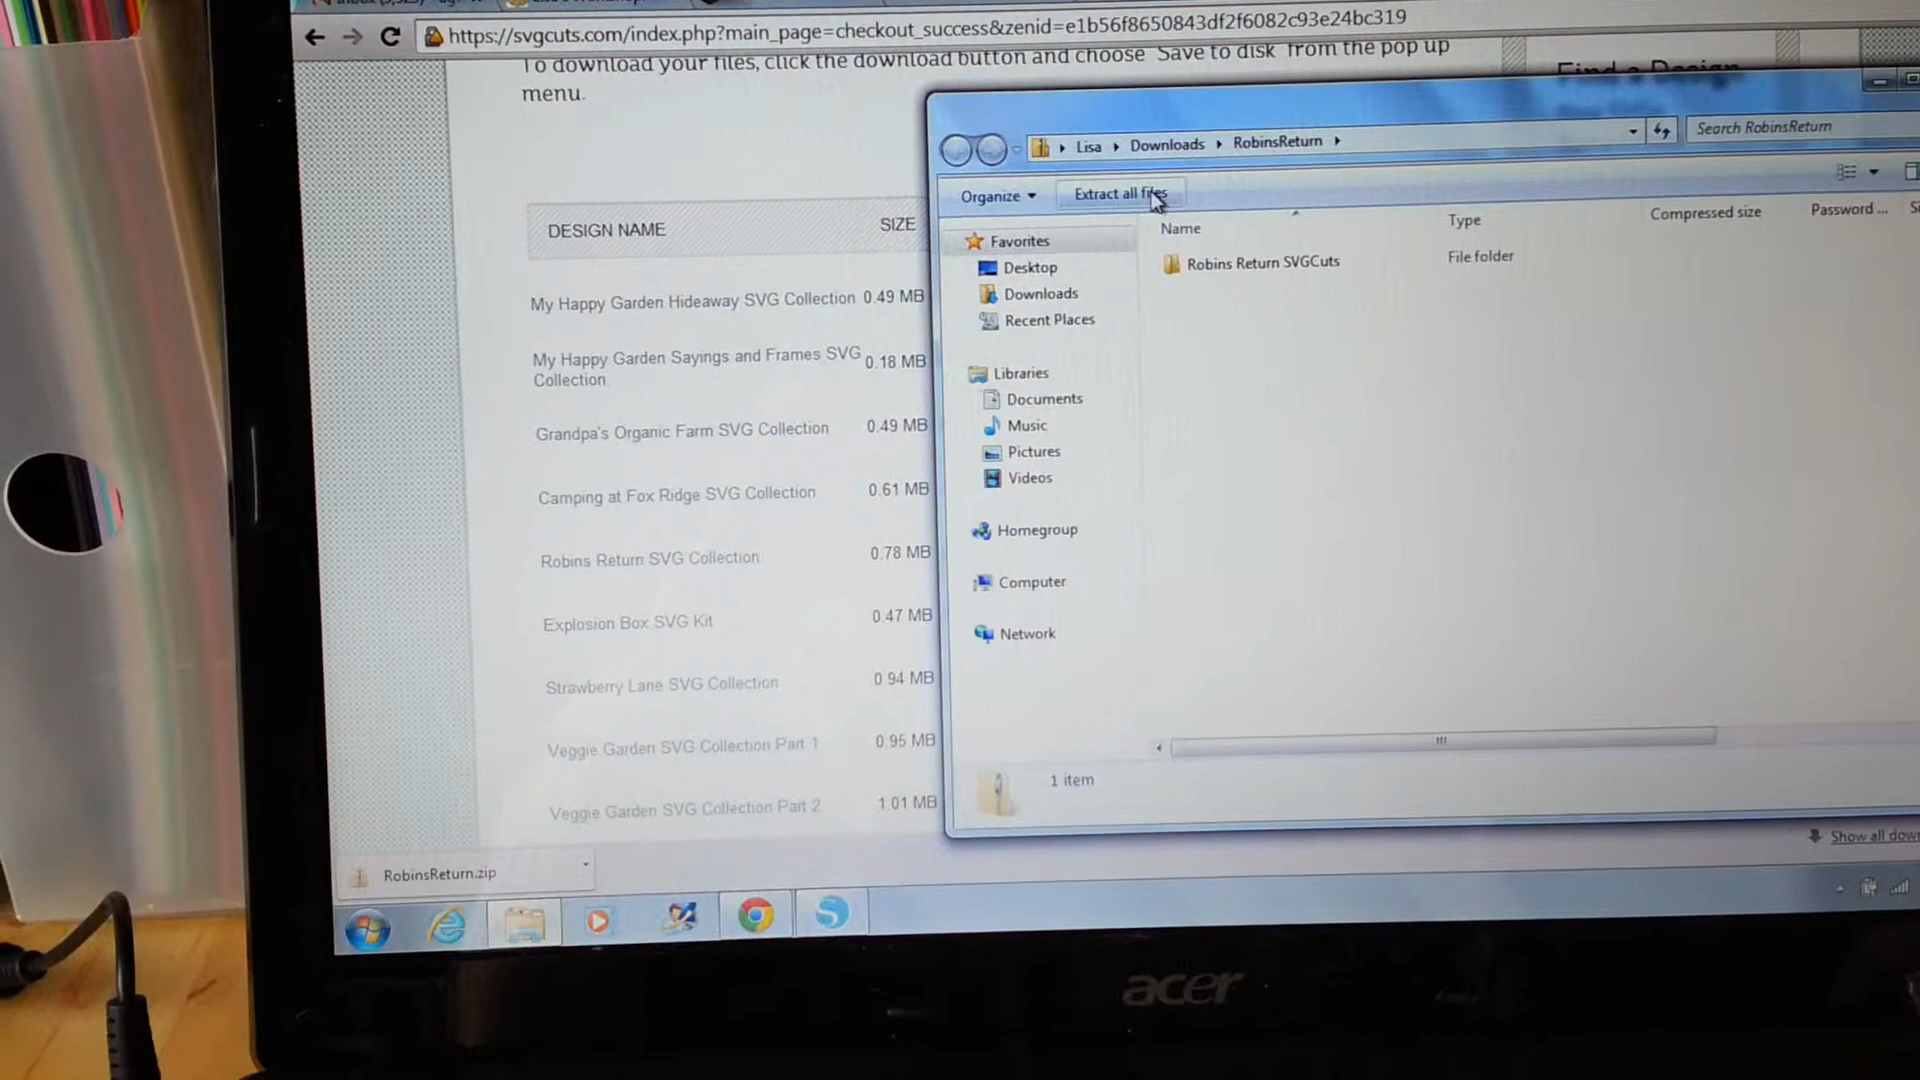 https://svgcuts.com/index.php?main_page=checkout_success&zenid=e1b56f8650843df2f6082c93e24bc319
To download your files, click the download button and choose 'Save to disk' from the pop up
menu.
Find a Design
DESIGN NAME SIZE
My Happy Garden Hideaway SVG Collection 0.49 MB
My Happy Garden Sayings and Frames SVG
Collection 0.18 MB
Grandpa's Organic Farm SVG Collection 0.49 MB
Camping at Fox Ridge SVG Collection 0.61 MB
Robins Return SVG Collection 0.78 MB
Explosion Box SVG Kit 0.47 MB
Strawberry Lane SVG Collection 0.94 MB
Veggie Garden SVG Collection Part 1 0.95 MB
Veggie Garden SVG Collection Part 2 1.01 MB
Lisa Downloads RobinsReturn
Search RobinsReturn
Organize Extract all files
Name Type Compressed size Password ...
Robins Return SVGCuts File folder
Favorites
Desktop
Downloads
Recent Places
Libraries
Documents
Music
Pictures
Videos
Homegroup
Computer
Network
1 item
Show all down
RobinsReturn.zip
acer